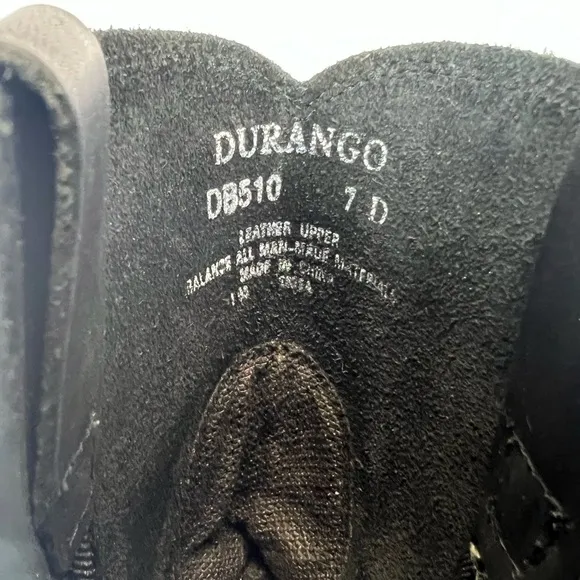 DURANGO
DB510 7 D
LEATHER UPPER
BALANCE ALL MAN-MADE MATERIALS
MADE IN CHINA